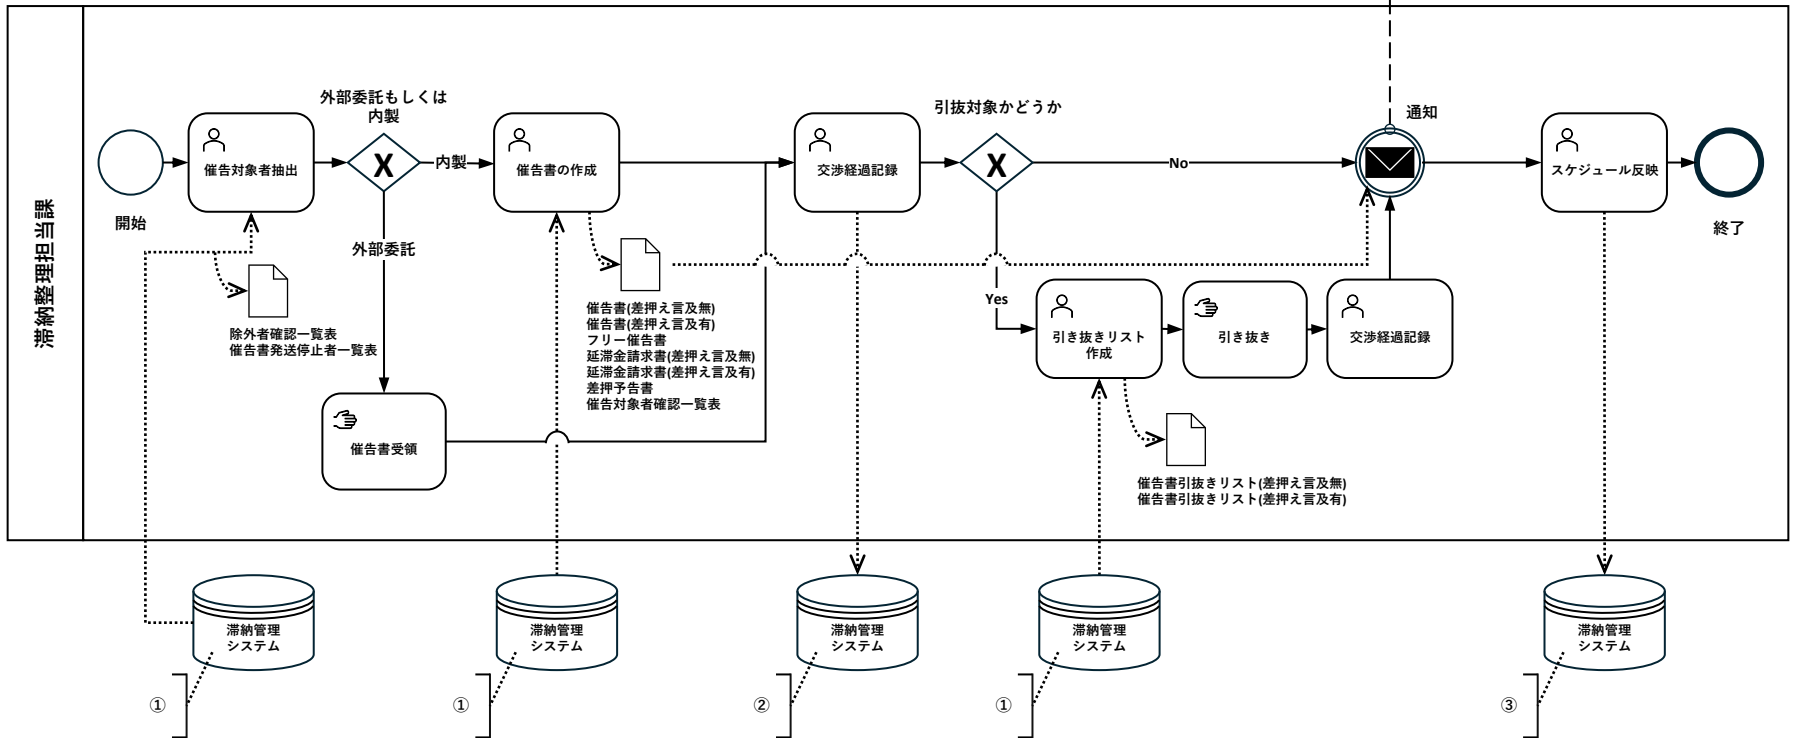 滞納整理担当課
開始
催告対象者抽出
外部委託もしくは
内製
内製
外部委託
除外者確認一覧表
催告書発送停止者一覧表
催告書受領
催告書の作成
催告書(差押え言及無)
催告書(差押え言及有)
フリー催告書
延滞金請求書(差押え言及無)
延滞金請求書(差押え言及有)
差押予告書
催告対象者確認一覧表
交渉経過記録
引抜対象かどうか
No
Yes
引き抜きリスト
作成
引き抜き
交渉経過記録
催告書引抜きリスト(差押え言及無)
催告書引抜きリスト(差押え言及有)
通知
スケジュール反映
終了
滞納管理
システム
①
滞納管理
システム
①
滞納管理
システム
②
滞納管理
システム
①
滞納管理
システム
③